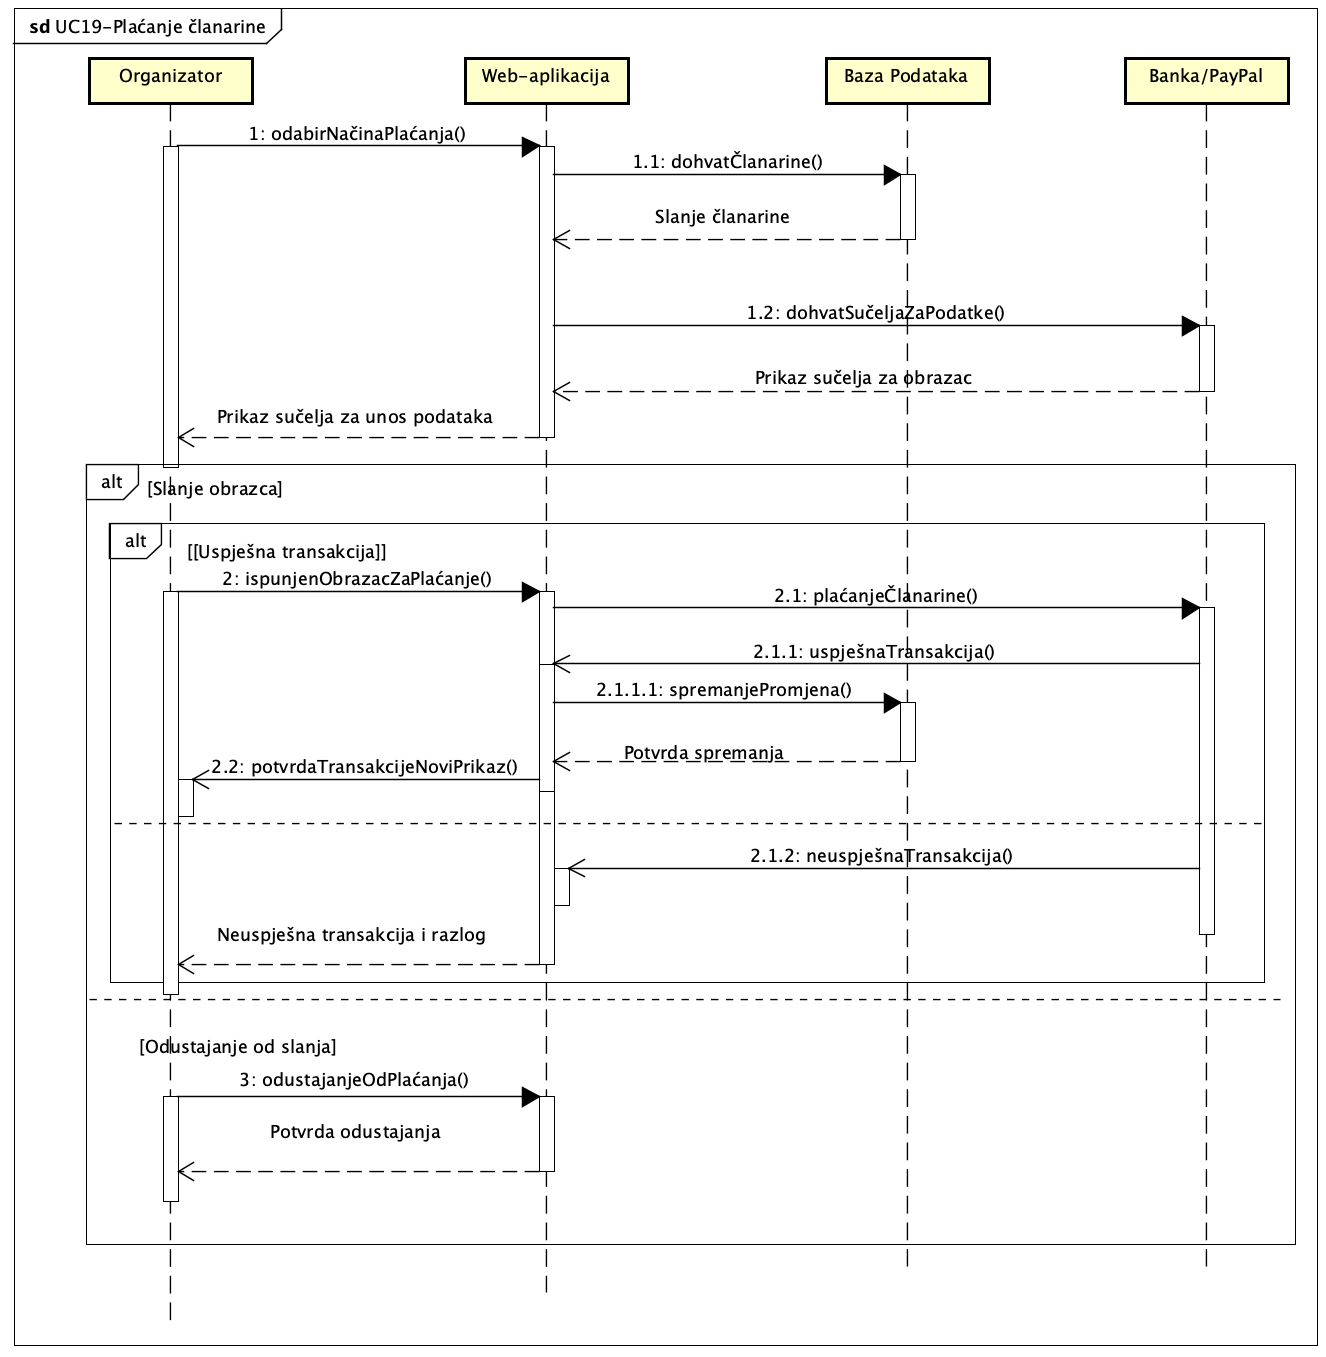 sd UC19-Plaćanje članarine
Organizator
Web-aplikacija
Baza Podataka
Banka/PayPal
1: odabirNačinaPlaćanja()
1.1: dohvatČlanarine()
Slanje članarine
1.2: dohvatSučeljaZaPodatke()
Prikaz sučelja za obrazac
Prikaz sučelja za unos podataka
alt
[Slanje obrazca]
alt
[[Uspješna transakcija]]
2: ispunjenObrazacZaPlaćanje()
2.1: plaćanjeČlanarine()
2.1.1: uspješnaTransakcija()
2.1.1.1: spremanjePromjena()
Potvrda spremanja
2.2: potvrdaTransakcijeNoviPrikaz()
2.1.2: neuspješnaTransakcija()
Neuspješna transakcija i razlog
[Odustajanje od slanja]
3: odustajanjeOdPlaćanja()
Potvrda odustajanja